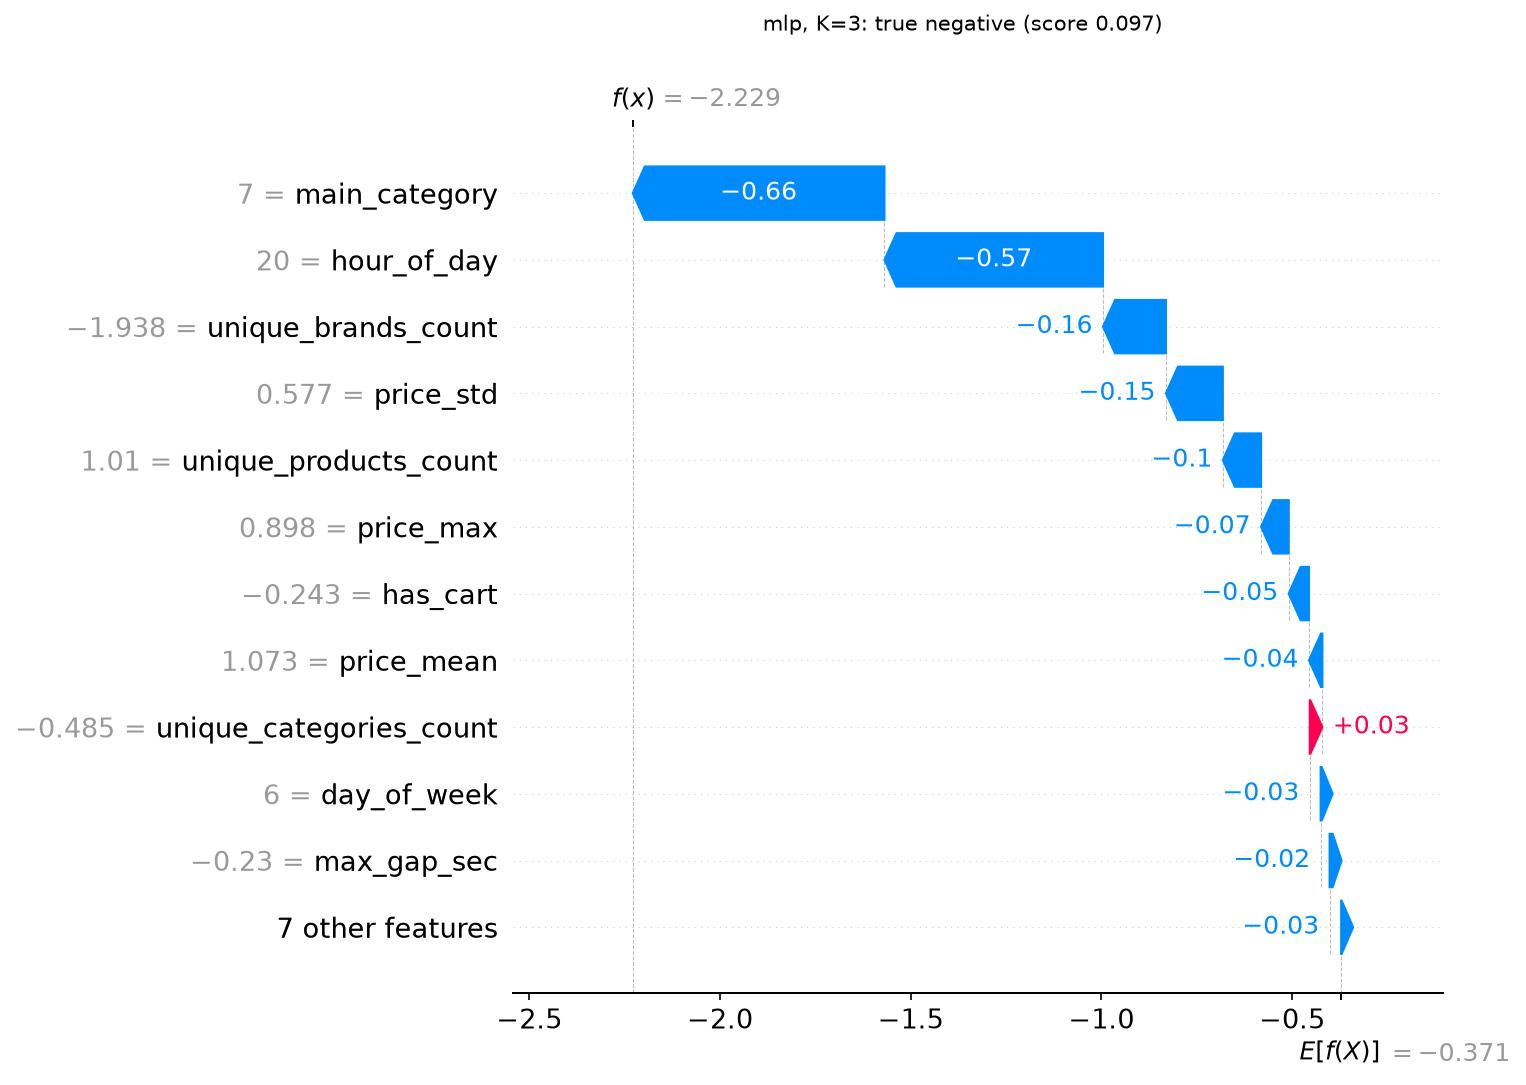 mlp, K=3: true negative (score 0.097)
f(x) = −2.229
7 = main_category −0.66
20 = hour_of_day −0.57
−1.938 = unique_brands_count −0.16
0.577 = price_std −0.15
1.01 = unique_products_count −0.1
0.898 = price_max −0.07
−0.243 = has_cart −0.05
1.073 = price_mean −0.04
−0.485 = unique_categories_count +0.03
6 = day_of_week −0.03
−0.23 = max_gap_sec −0.02
7 other features −0.03
−2.5 −2.0 −1.5 −1.0 −0.5
E[f(X)] = −0.371